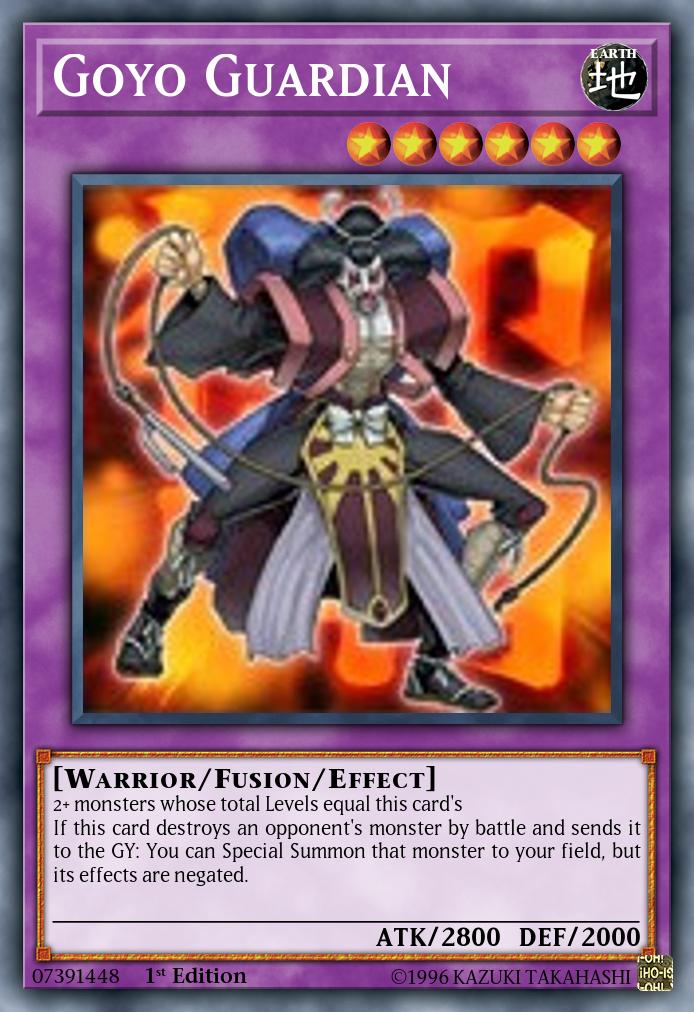 Goyo Guardian
EARTH
地
[Warrior/Fusion/Effect]
2+ monsters whose total Levels equal this card's
If this card destroys an opponent's monster by battle and sends it
to the GY: You can Special Summon that monster to your field, but
its effects are negated.
ATK/2800 DEF/2000
07391448 1st Edition ©1996 KAZUKI TAKAHASHI